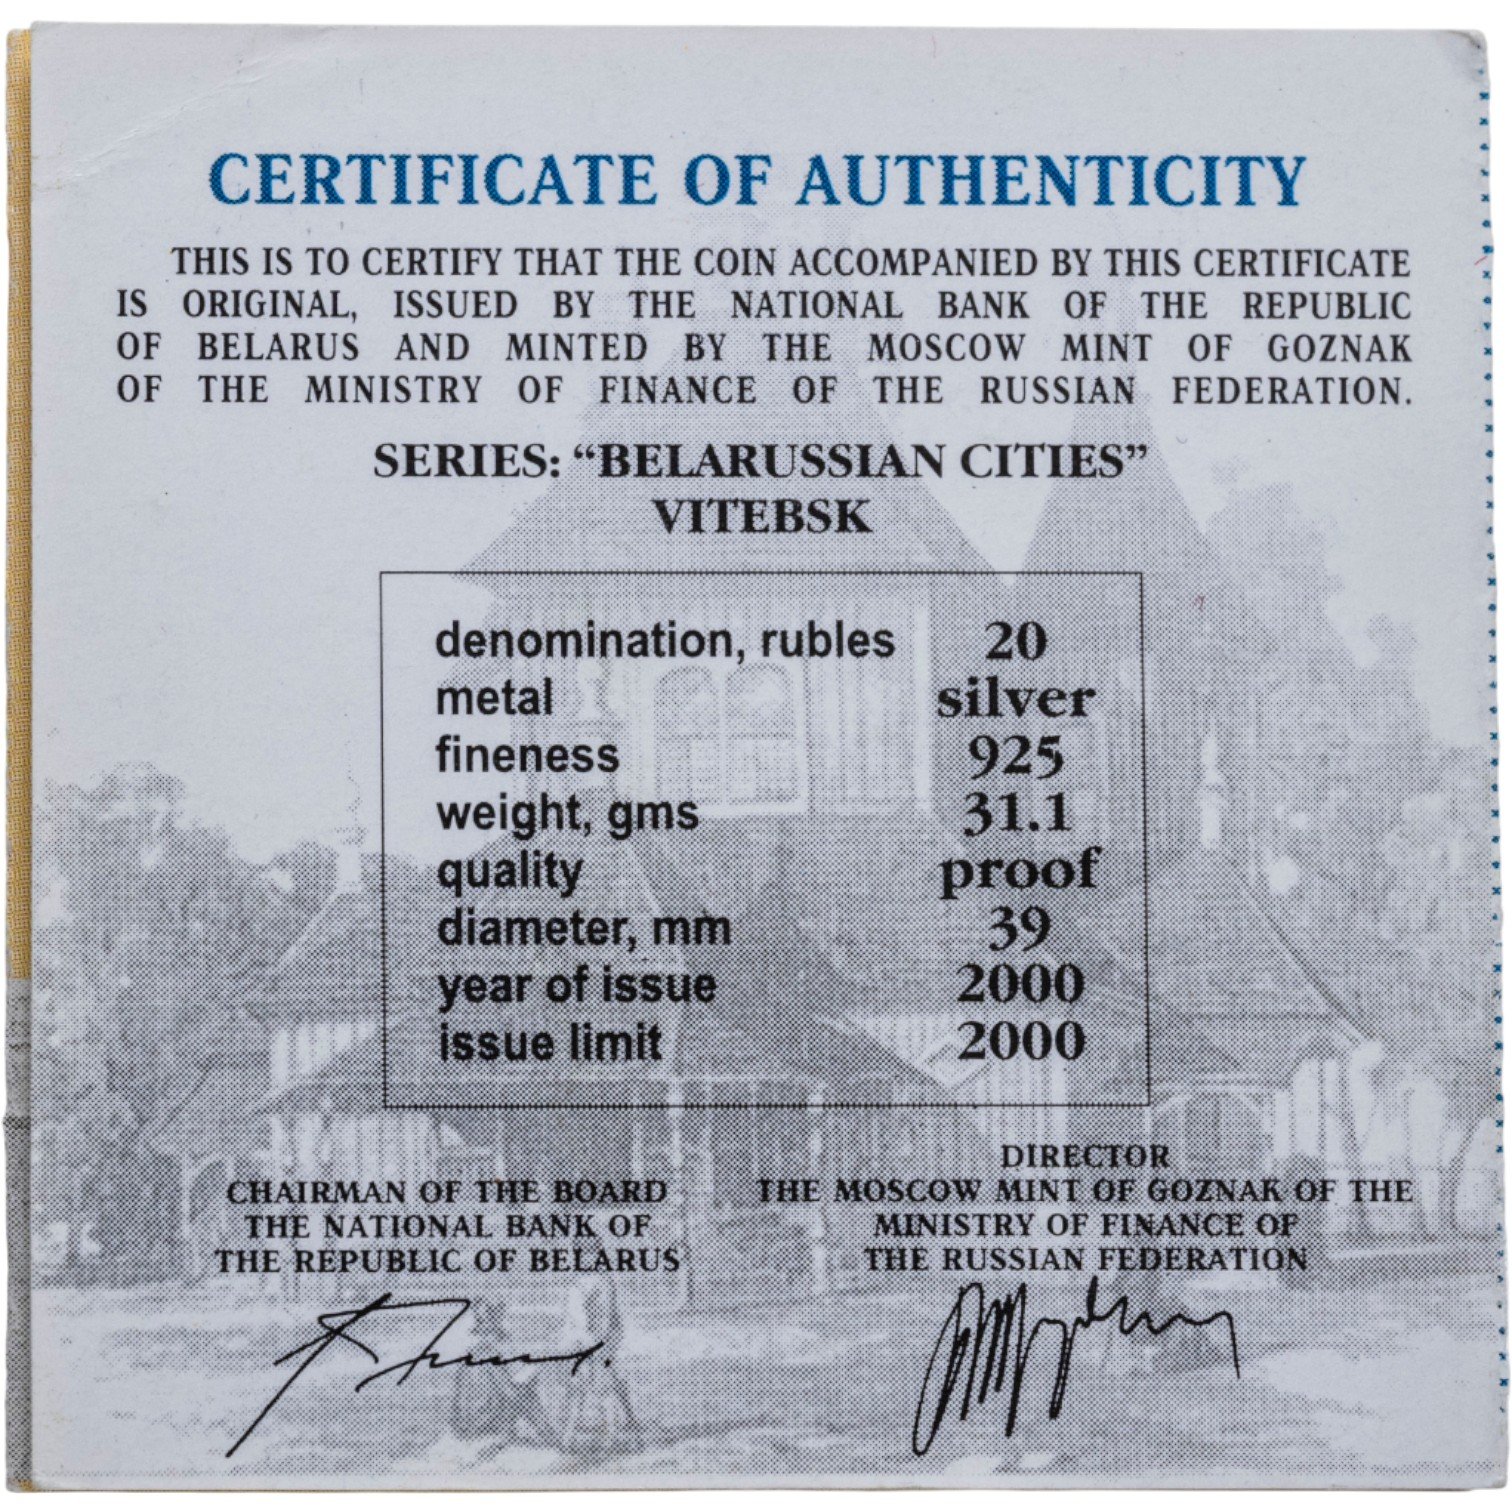 CERTIFICATE OF AUTHENTICITY
THIS IS TO CERTIFY THAT THE COIN ACCOMPANIED BY THIS CERTIFICATE
IS ORIGINAL, ISSUED BY THE NATIONAL BANK OF THE REPUBLIC
OF BELARUS AND MINTED BY THE MOSCOW MINT OF GOZNAK
OF THE MINISTRY OF FINANCE OF THE RUSSIAN FEDERATION.
SERIES: “BELARUSSIAN CITIES”
VITEBSK
denomination, rubles 20
metal silver
fineness 925
weight, gms 31.1
quality proof
diameter, mm 39
year of issue 2000
issue limit 2000
CHAIRMAN OF THE BOARD
THE NATIONAL BANK OF
THE REPUBLIC OF BELARUS
DIRECTOR
THE MOSCOW MINT OF GOZNAK OF THE
MINISTRY OF FINANCE OF
THE RUSSIAN FEDERATION